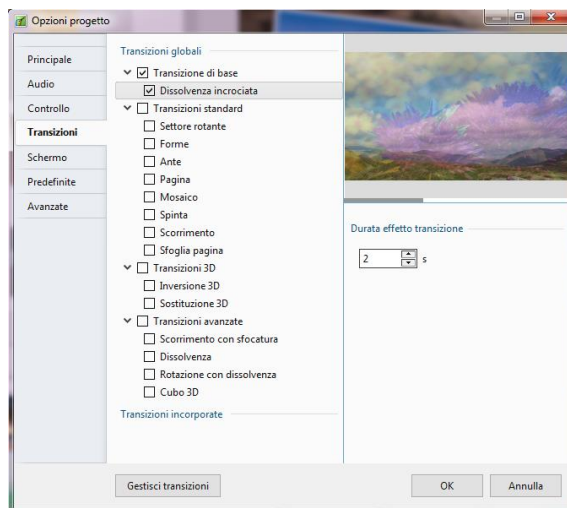 Opzioni progetto
Principale
Audio
Controllo
Transizioni
Schermo
Predefinite
Avanzate
Transizioni globali
Transizione di base
Dissolvenza incrociata
Transizioni standard
Settore rotante
Forme
Ante
Pagina
Mosaico
Spinta
Scorrimento
Sfoglia pagina
Transizioni 3D
Inversione 3D
Sostituzione 3D
Transizioni avanzate
Scorrimento con sfocatura
Dissolvenza
Rotazione con dissolvenza
Cubo 3D
Transizioni incorporate
Durata effetto transizione
2 s
Gestisci transizioni
OK
Annulla